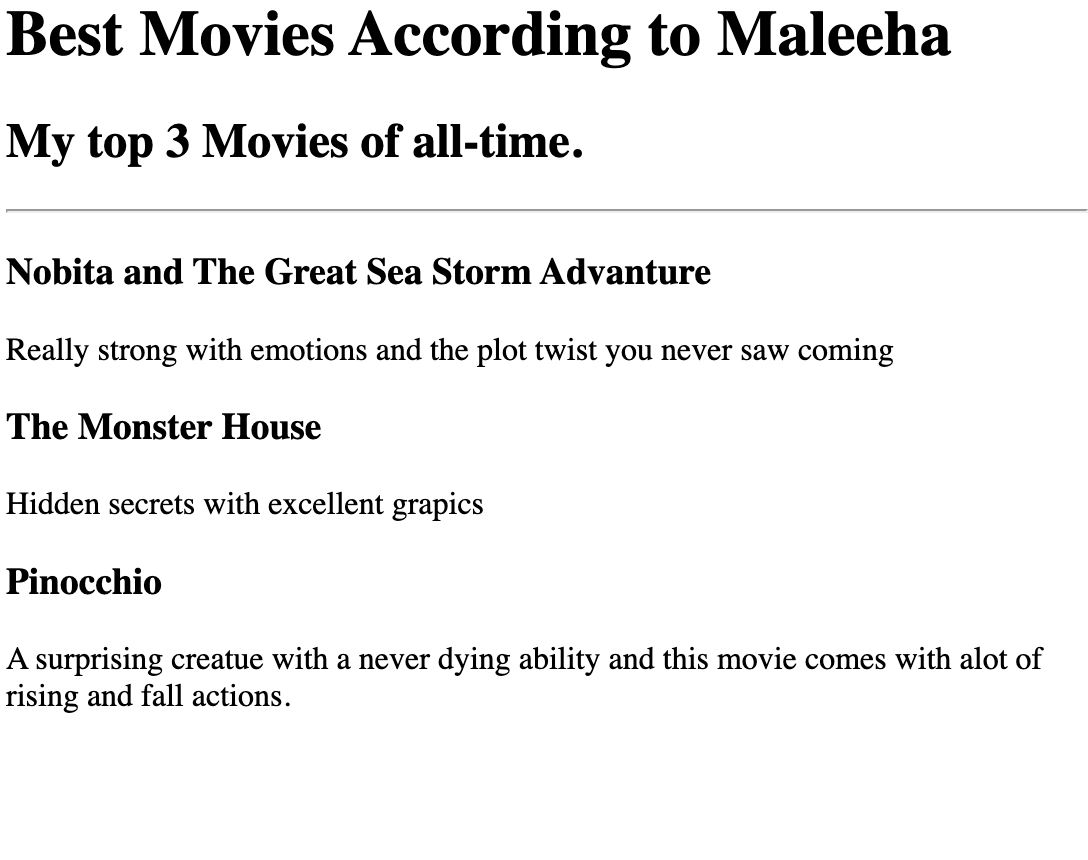 Best Movies According to Maleeha
My top 3 Movies of all-time.
Nobita and The Great Sea Storm Advanture
Really strong with emotions and the plot twist you never saw coming
The Monster House
Hidden secrets with excellent grapics
Pinocchio
A surprising creatue with a never dying ability and this movie comes with alot of
rising and fall actions.